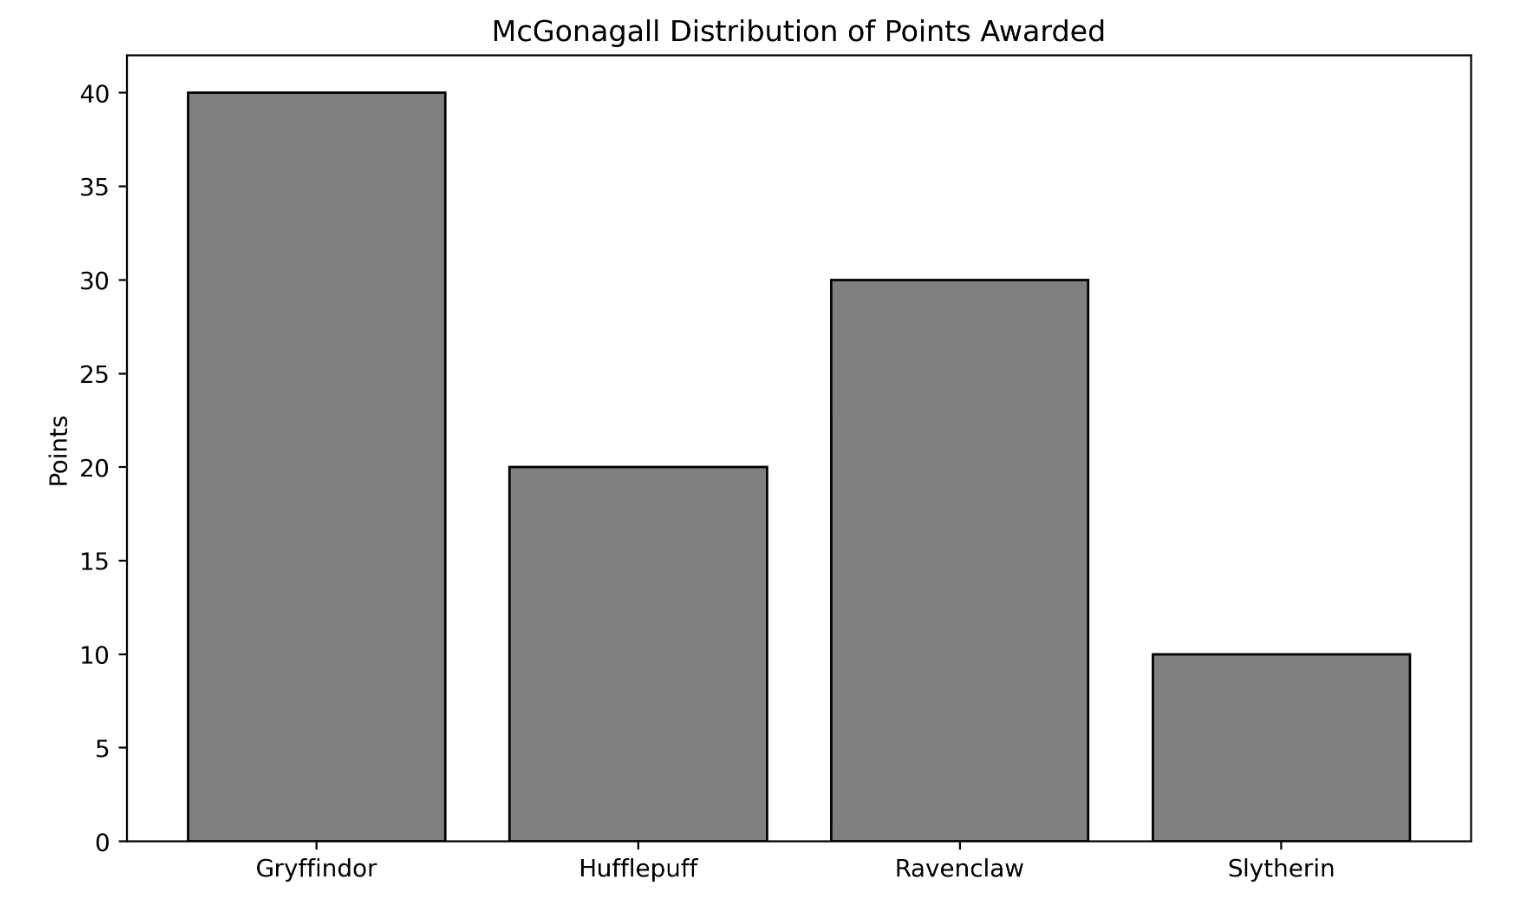 McGonagall Distribution of Points Awarded
Points
40
35
30
25
20
15
10
5
0
Gryffindor
Hufflepuff
Ravenclaw
Slytherin